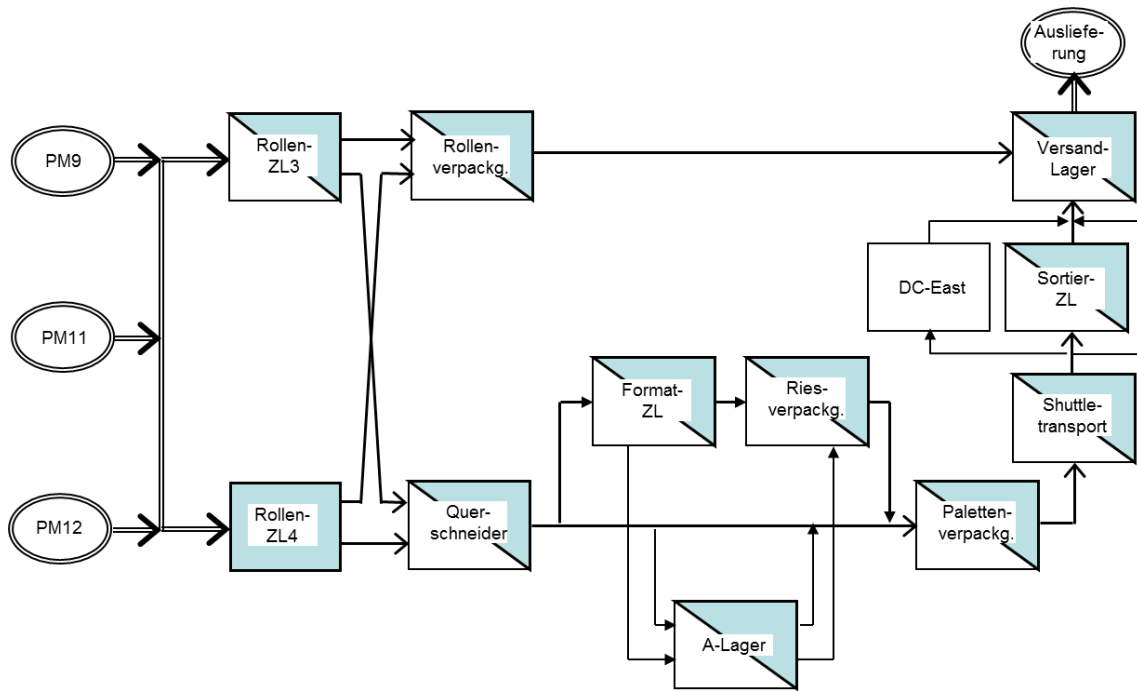 Ausliefe-
rung
PM9
Rollen-
ZL3
Rollen-
verpackg.
Versand-
Lager
DC-East
Sortier-
ZL
PM11
Format-
ZL
Ries-
verpackg.
Shuttle-
transport
PM12
Rollen-
ZL4
Quer-
schneider
Paletten-
verpackg.
A-Lager